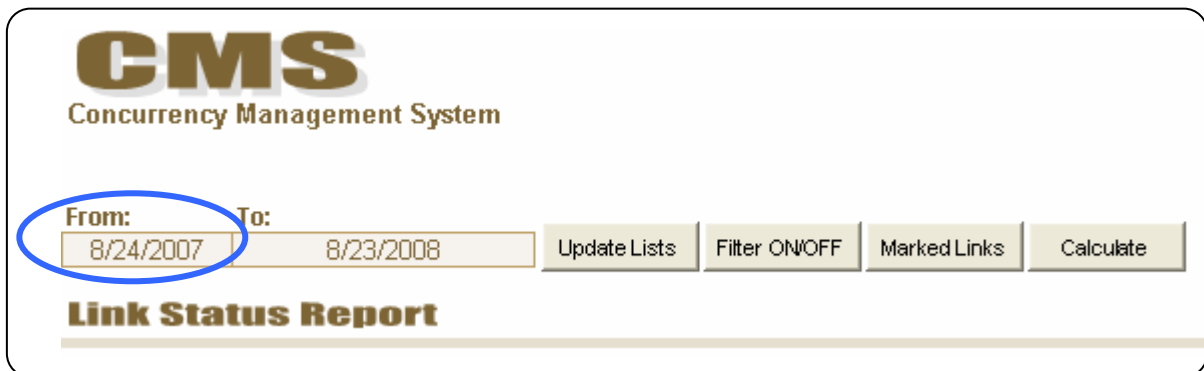 CMS
Concurrency Management System
From: To:
8/24/2007 8/23/2008 Update Lists Filter ON/OFF Marked Links Calculate
Link Status Report